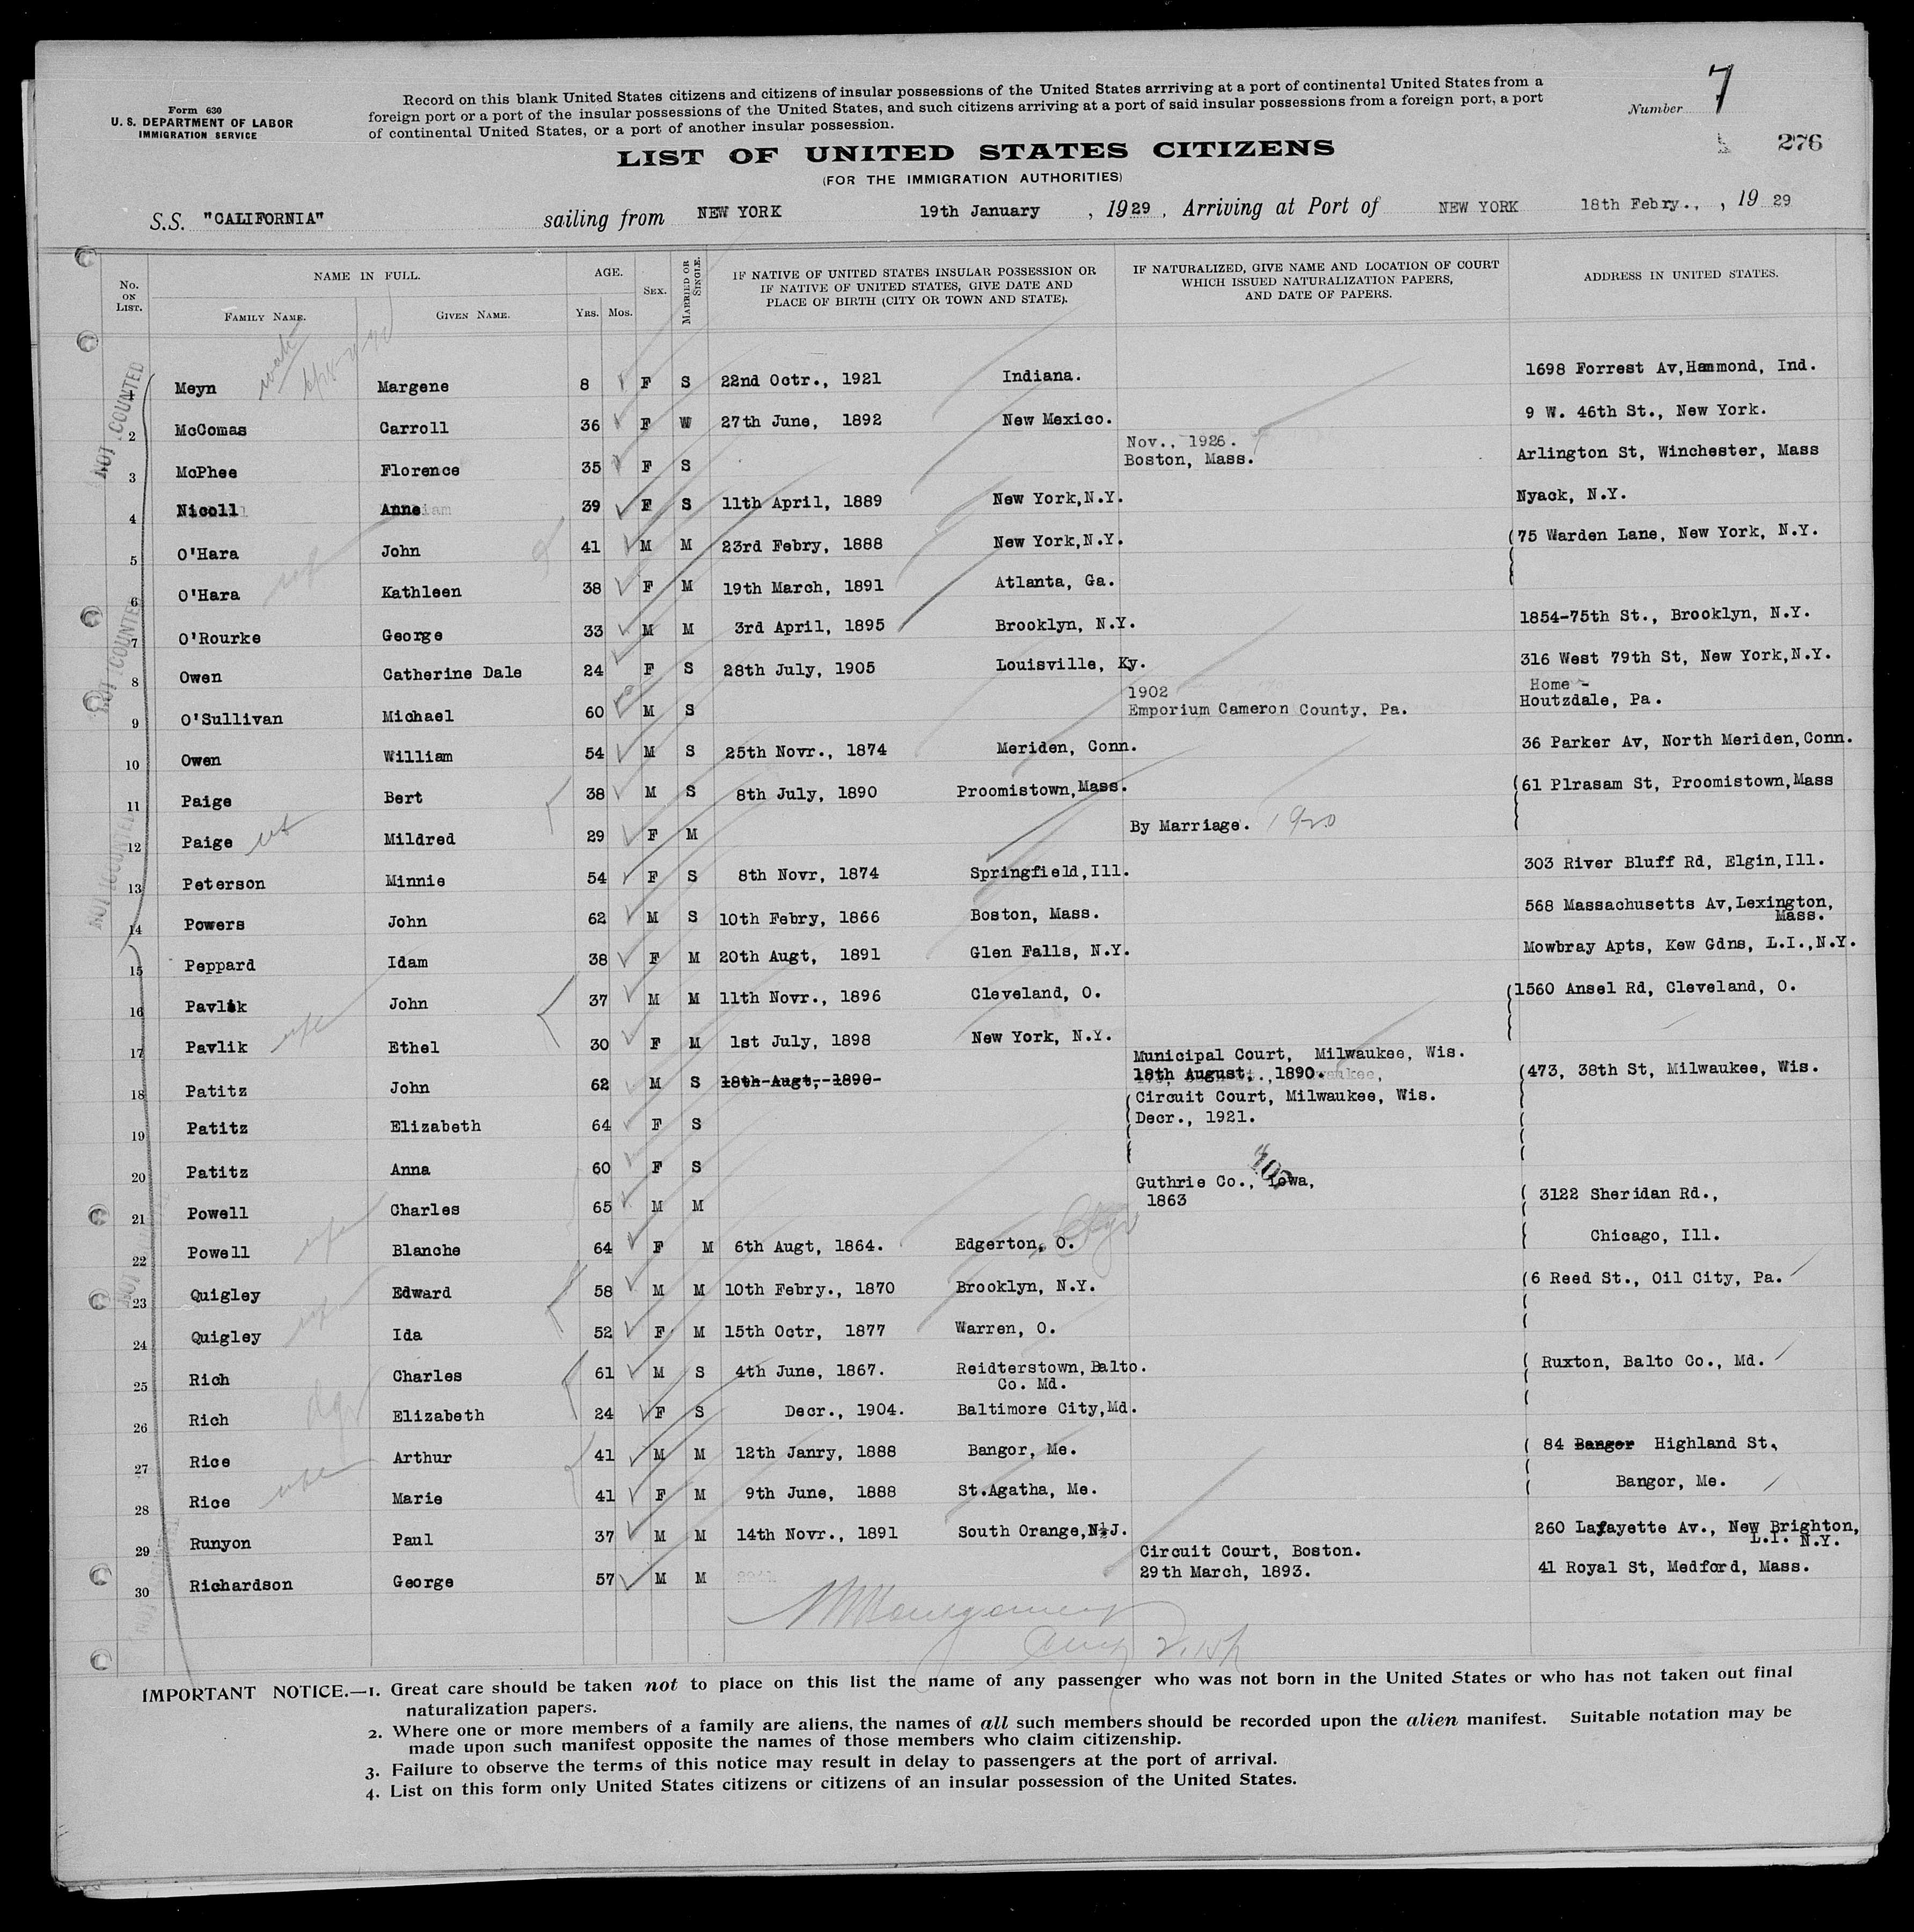 Form 630
U. S. DEPARTMENT OF LABOR
IMMIGRATION SERVICE
Record on this blank United States citizens and citizens of insular possessions of the United States arrriving at a port of continental United States from a
foreign port or a port of the insular possessions of the United States, and such citizens arriving at a port of said insular possessions from a foreign port, a port
of continental United States, or a port of another insular possession.
Number 7
276
LIST OF UNITED STATES CITIZENS
(FOR THE IMMIGRATION AUTHORITIES)
S.S. "CALIFORNIA" sailing from NEW YORK 19th January , 1929 , Arriving at Port of NEW YORK 18th Febry., , 19 29
No. ON LIST. NAME IN FULL. AGE. SEX. MARRIED OR SINGLE. IF NATIVE OF UNITED STATES INSULAR POSSESSION OR IF NATIVE OF UNITED STATES, GIVE DATE AND PLACE OF BIRTH (CITY OR TOWN AND STATE). IF NATURALIZED, GIVE NAME AND LOCATION OF COURT WHICH ISSUED NATURALIZATION PAPERS, AND DATE OF PAPERS. ADDRESS IN UNITED STATES.
FAMILY NAME. GIVEN NAME. YRS. MOS.
NOT COUNTED
Meyn Margene 8 F S 22nd Octr., 1921 Indiana. 1698 Forrest Av,Hammond, Ind.
2 McComas Carroll 36 F W 27th June, 1892 New Mexico. 9 W. 46th St., New York.
3 McPhee Florence 35 F S Nov., 1926. Boston, Mass. Arlington St, Winchester, Mass
4 Nicoll Anne 39 F S 11th April, 1889 New York,N.Y. Nyack, N.Y.
5 O'Hara John 41 M M 23rd Febry, 1888 New York,N.Y. (75 Warden Lane, New York, N.Y.
6 O'Hara Kathleen 38 F M 19th March, 1891 Atlanta, Ga.
7 O'Rourke George 33 M M 3rd April, 1895 Brooklyn, N.Y. 1854-75th St., Brooklyn, N.Y.
8 Owen Catherine Dale 24 F S 28th July, 1905 Louisville, Ky. 316 West 79th St, New York,N.Y.
9 O'Sullivan Michael 60 M S 1902 Emporium Cameron County, Pa. Home - Houtzdale, Pa.
10 Owen William 54 M S 25th Novr., 1874 Meriden, Conn. 36 Parker Av, North Meriden,Conn.
11 Paige Bert 38 M S 8th July, 1890 Proomistown,Mass. (61 Plrasam St, Proomistown,Mass
12 Paige Mildred 29 F M By Marriage. 1920
13 Peterson Minnie 54 F S 8th Novr, 1874 Springfield,Ill. 303 River Bluff Rd, Elgin,Ill.
14 Powers John 62 M S 10th Febry, 1866 Boston, Mass. 568 Massachusetts Av,Lexington, Mass.
15 Peppard Idam 38 F M 20th Augt, 1891 Glen Falls, N.Y. Mowbray Apts, Kew Gdns, L.I.,N.Y.
16 Pavlik John 37 M M 11th Novr., 1896 Cleveland, O. (1560 Ansel Rd, Cleveland, O.
17 Pavlik Ethel 30 F M 1st July, 1898 New York, N.Y.
18 Patitz John 62 M S 18th Augt, 1890 Municipal Court, Milwaukee, Wis. 18th August, 1890. (473, 38th St, Milwaukee, Wis.
19 Patitz Elizabeth 64 F S Circuit Court, Milwaukee, Wis. Decr., 1921.
20 Patitz Anna 60 F S
21 Powell Charles 65 M M Guthrie Co., Iowa, 1863 ( 3122 Sheridan Rd.,
22 Powell Blanche 64 F M 6th Augt, 1864. Edgerton, O. Chicago, Ill.
23 Quigley Edward 58 M M 10th Febry., 1870 Brooklyn, N.Y. (6 Reed St., Oil City, Pa.
24 Quigley Ida 52 F M 15th Octr, 1877 Warren, O.
25 Rich Charles 61 M S 4th June, 1867. Reidterstown,Balto. Co. Md. ( Ruxton, Balto Co., Md.
26 Rich Elizabeth 24 F S Decr., 1904. Baltimore City,Md.
27 Rice Arthur 41 M M 12th Janry, 1888 Bangor, Me. ( 84 Bangor Highland St,
28 Rice Marie 41 F M 9th June, 1888 St.Agatha, Me. Bangor, Me.
29 Runyon Paul 37 M M 14th Novr., 1891 South Orange,N.J. 260 Lafayette Av., New Brighton, L.I. N.Y.
30 Richardson George 57 M M Circuit Court, Boston. 29th March, 1893. 41 Royal St, Medford, Mass.
IMPORTANT NOTICE.—1. Great care should be taken not to place on this list the name of any passenger who was not born in the United States or who has not taken out final
naturalization papers.
2. Where one or more members of a family are aliens, the names of all such members should be recorded upon the alien manifest. Suitable notation may be
made upon such manifest opposite the names of those members who claim citizenship.
3. Failure to observe the terms of this notice may result in delay to passengers at the port of arrival.
4. List on this form only United States citizens or citizens of an insular possession of the United States.